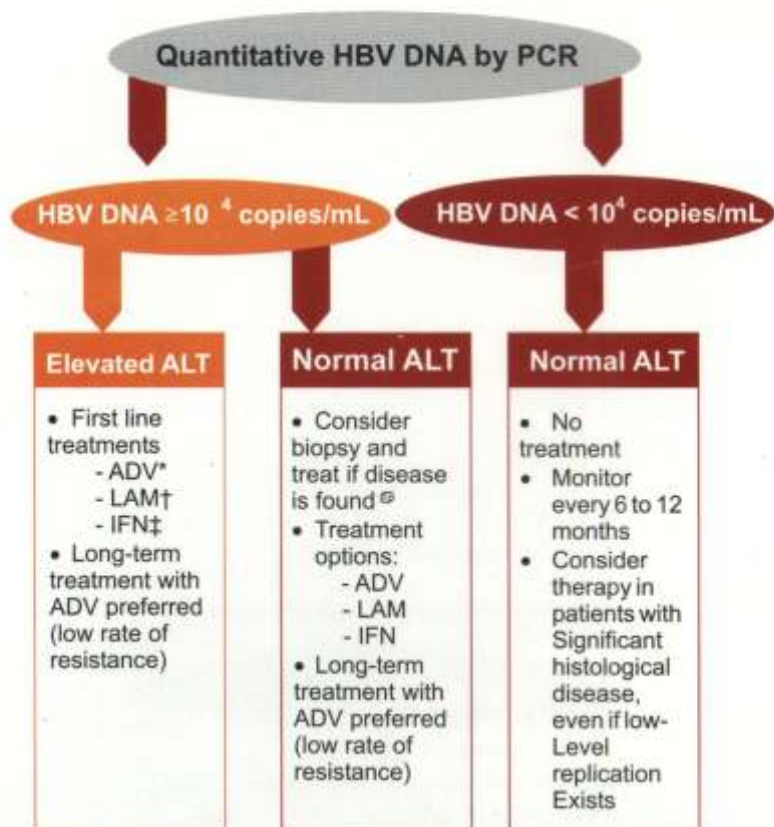 Quantitative HBV DNA by PCR
HBV DNA ≥10 ⁴ copies/mL
HBV DNA < 10⁴ copies/mL
Elevated ALT
• First line
treatments
- ADV*
- LAM†
- IFN‡
• Long-term
treatment with
ADV preferred
(low rate of
resistance)
Normal ALT
• Consider
biopsy and
treat if disease
is found
• Treatment
options:
- ADV
- LAM
- IFN
• Long-term
treatment with
ADV preferred
(low rate of
resistance)
Normal ALT
• No
treatment
• Monitor
every 6 to 12
months
• Consider
therapy in
patients with
Significant
histological
disease,
even if low-
Level
replication
Exists